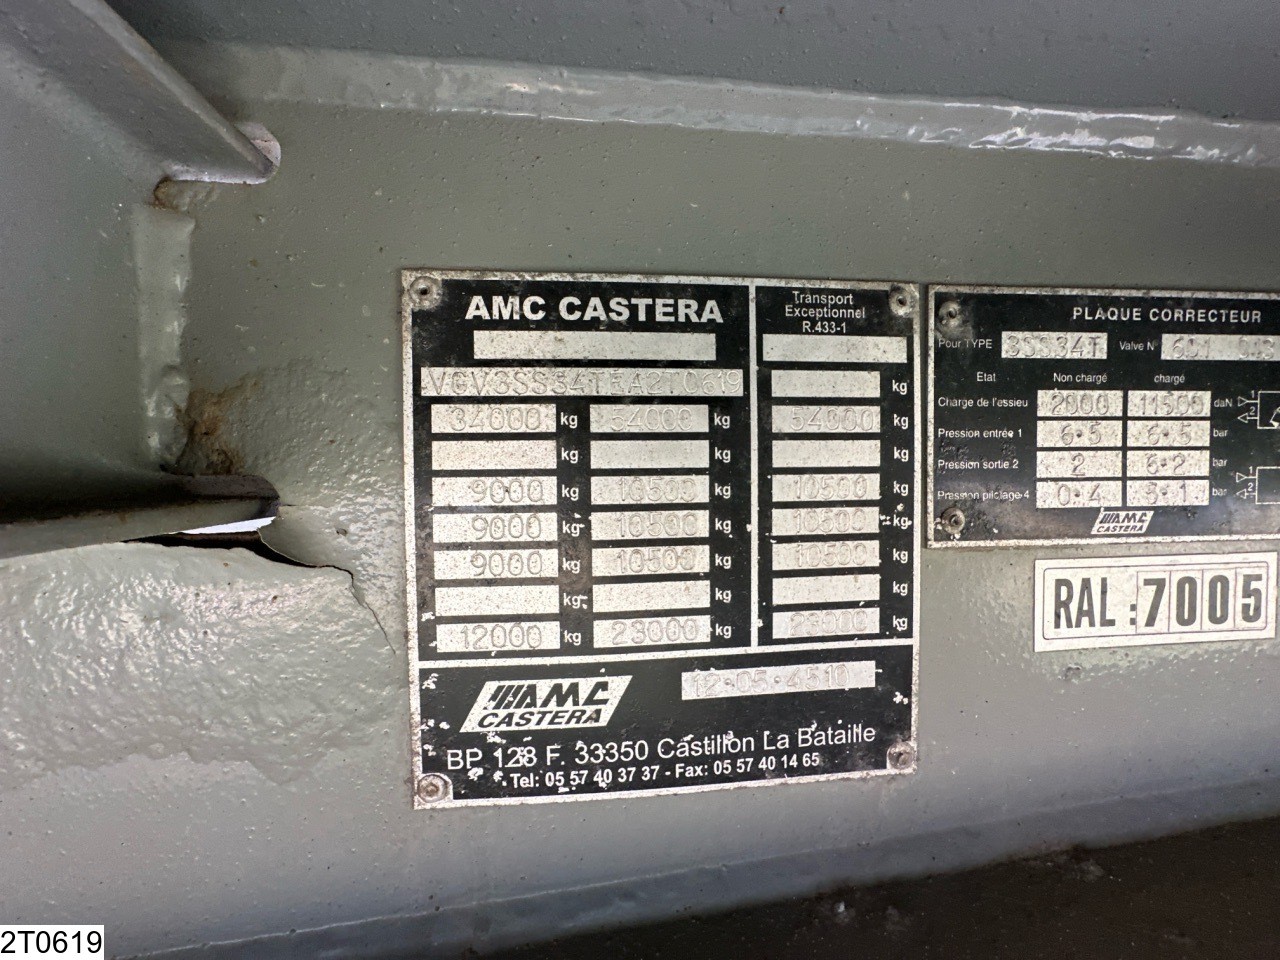 AMC CASTERA
VGV3SS34TEA2T0619
34000 kg 54000 kg
kg kg
9000 kg 10500 kg
9000 kg 10500 kg
9000 kg 10500 kg
kg kg
12000 kg 23000 kg
Transport
Exceptionnel
R.433-1
kg
54000 kg
kg
10500 kg
10500 kg
10500 kg
kg
23000 kg
AMC
CASTERA
12·05·4510
BP 128 F. 33350 Castillon La Bataille
Tel: 05 57 40 37 37 - Fax: 05 57 40 14 65
PLAQUE CORRECTEUR
Pour TYPE 3SS34T Valve N
Etat Non chargé chargé
Charge de l'essieu 2000 11500 daN
Pression entrée 1 6·5 6·5 bar
Pression sortie 2 2 6·2 bar
Pression pilotage 4 0·4 5·1 bar
1
2
1
2
AMC
CASTERA
RAL:7005
2T0619